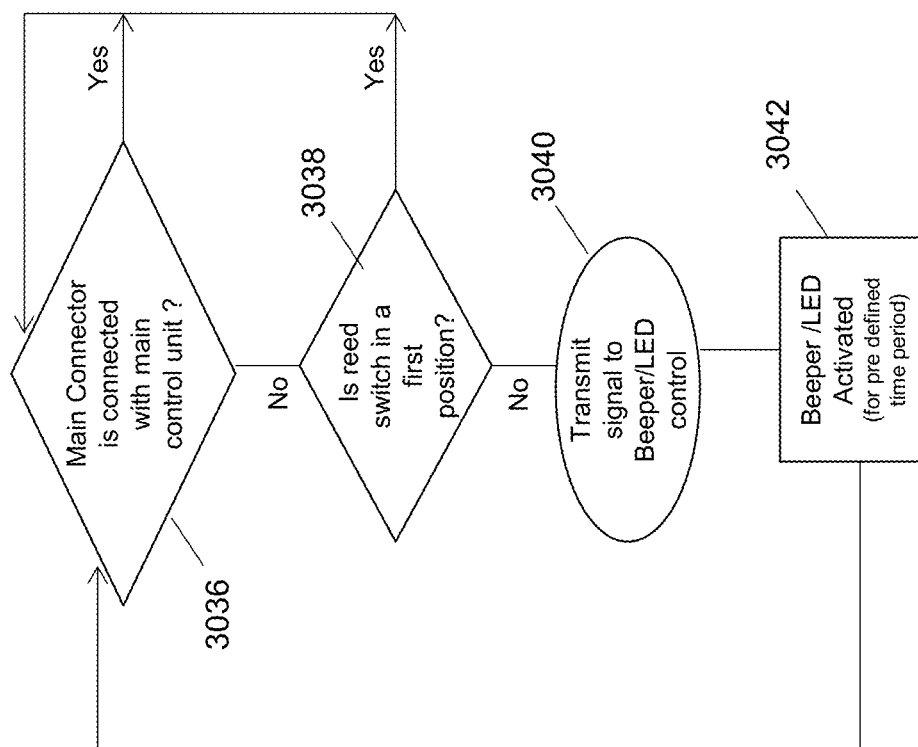 Main Connector
is connected
with main
control unit ?
Yes
3036
No
Is reed
switch in a
first
position?
3038
Yes
No
Transmit
signal to
Beeper/LED
control
3040
Beeper /LED
Activated
(for pre defined
time period)
3042